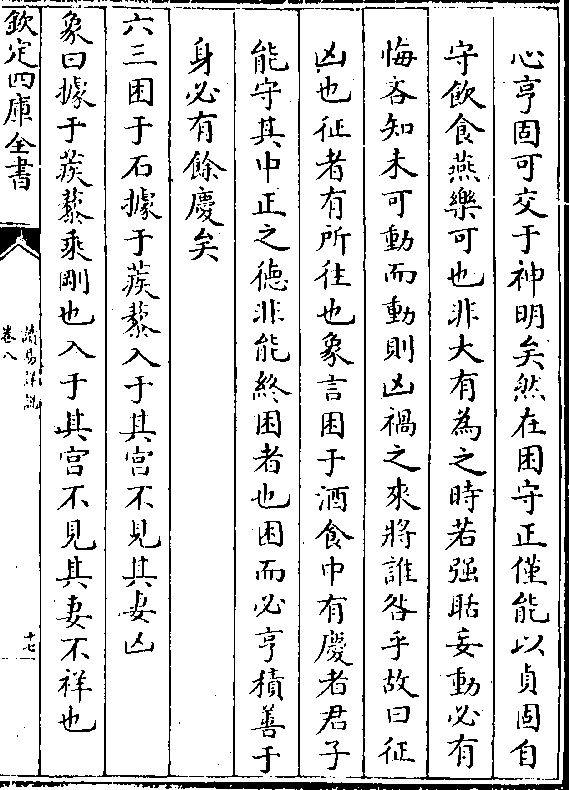 心亨固可交于神明矣然在困守正僅能以貞固自
守飲食燕樂可也非大有為之時若强聒妄動必有
悔吝知未可動而動則凶禍之來將誰咎乎故曰征
凶也征者有所往也象言困于酒食中有慶者君子
能守其中正之德非能終困者也困而必亨積善于
身必有餘慶矣
六三困于石據于蒺藜入于其宫不見其妻凶
象曰據于蒺藜乘剛也入于其宫不見其妻不祥也
欽定四庫全書
讀易詳說
卷八
十七